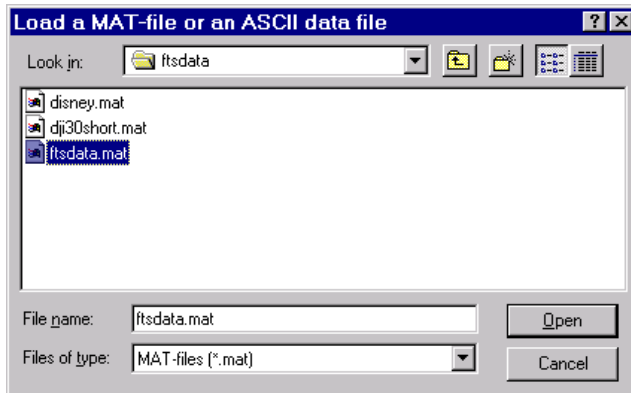 Load a MAT-file or an ASCII data file
Look in: ftsdata
disney.mat
dji30short.mat
ftsdata.mat
File name: ftsdata.mat Open
Files of type: MAT-files (*.mat) Cancel